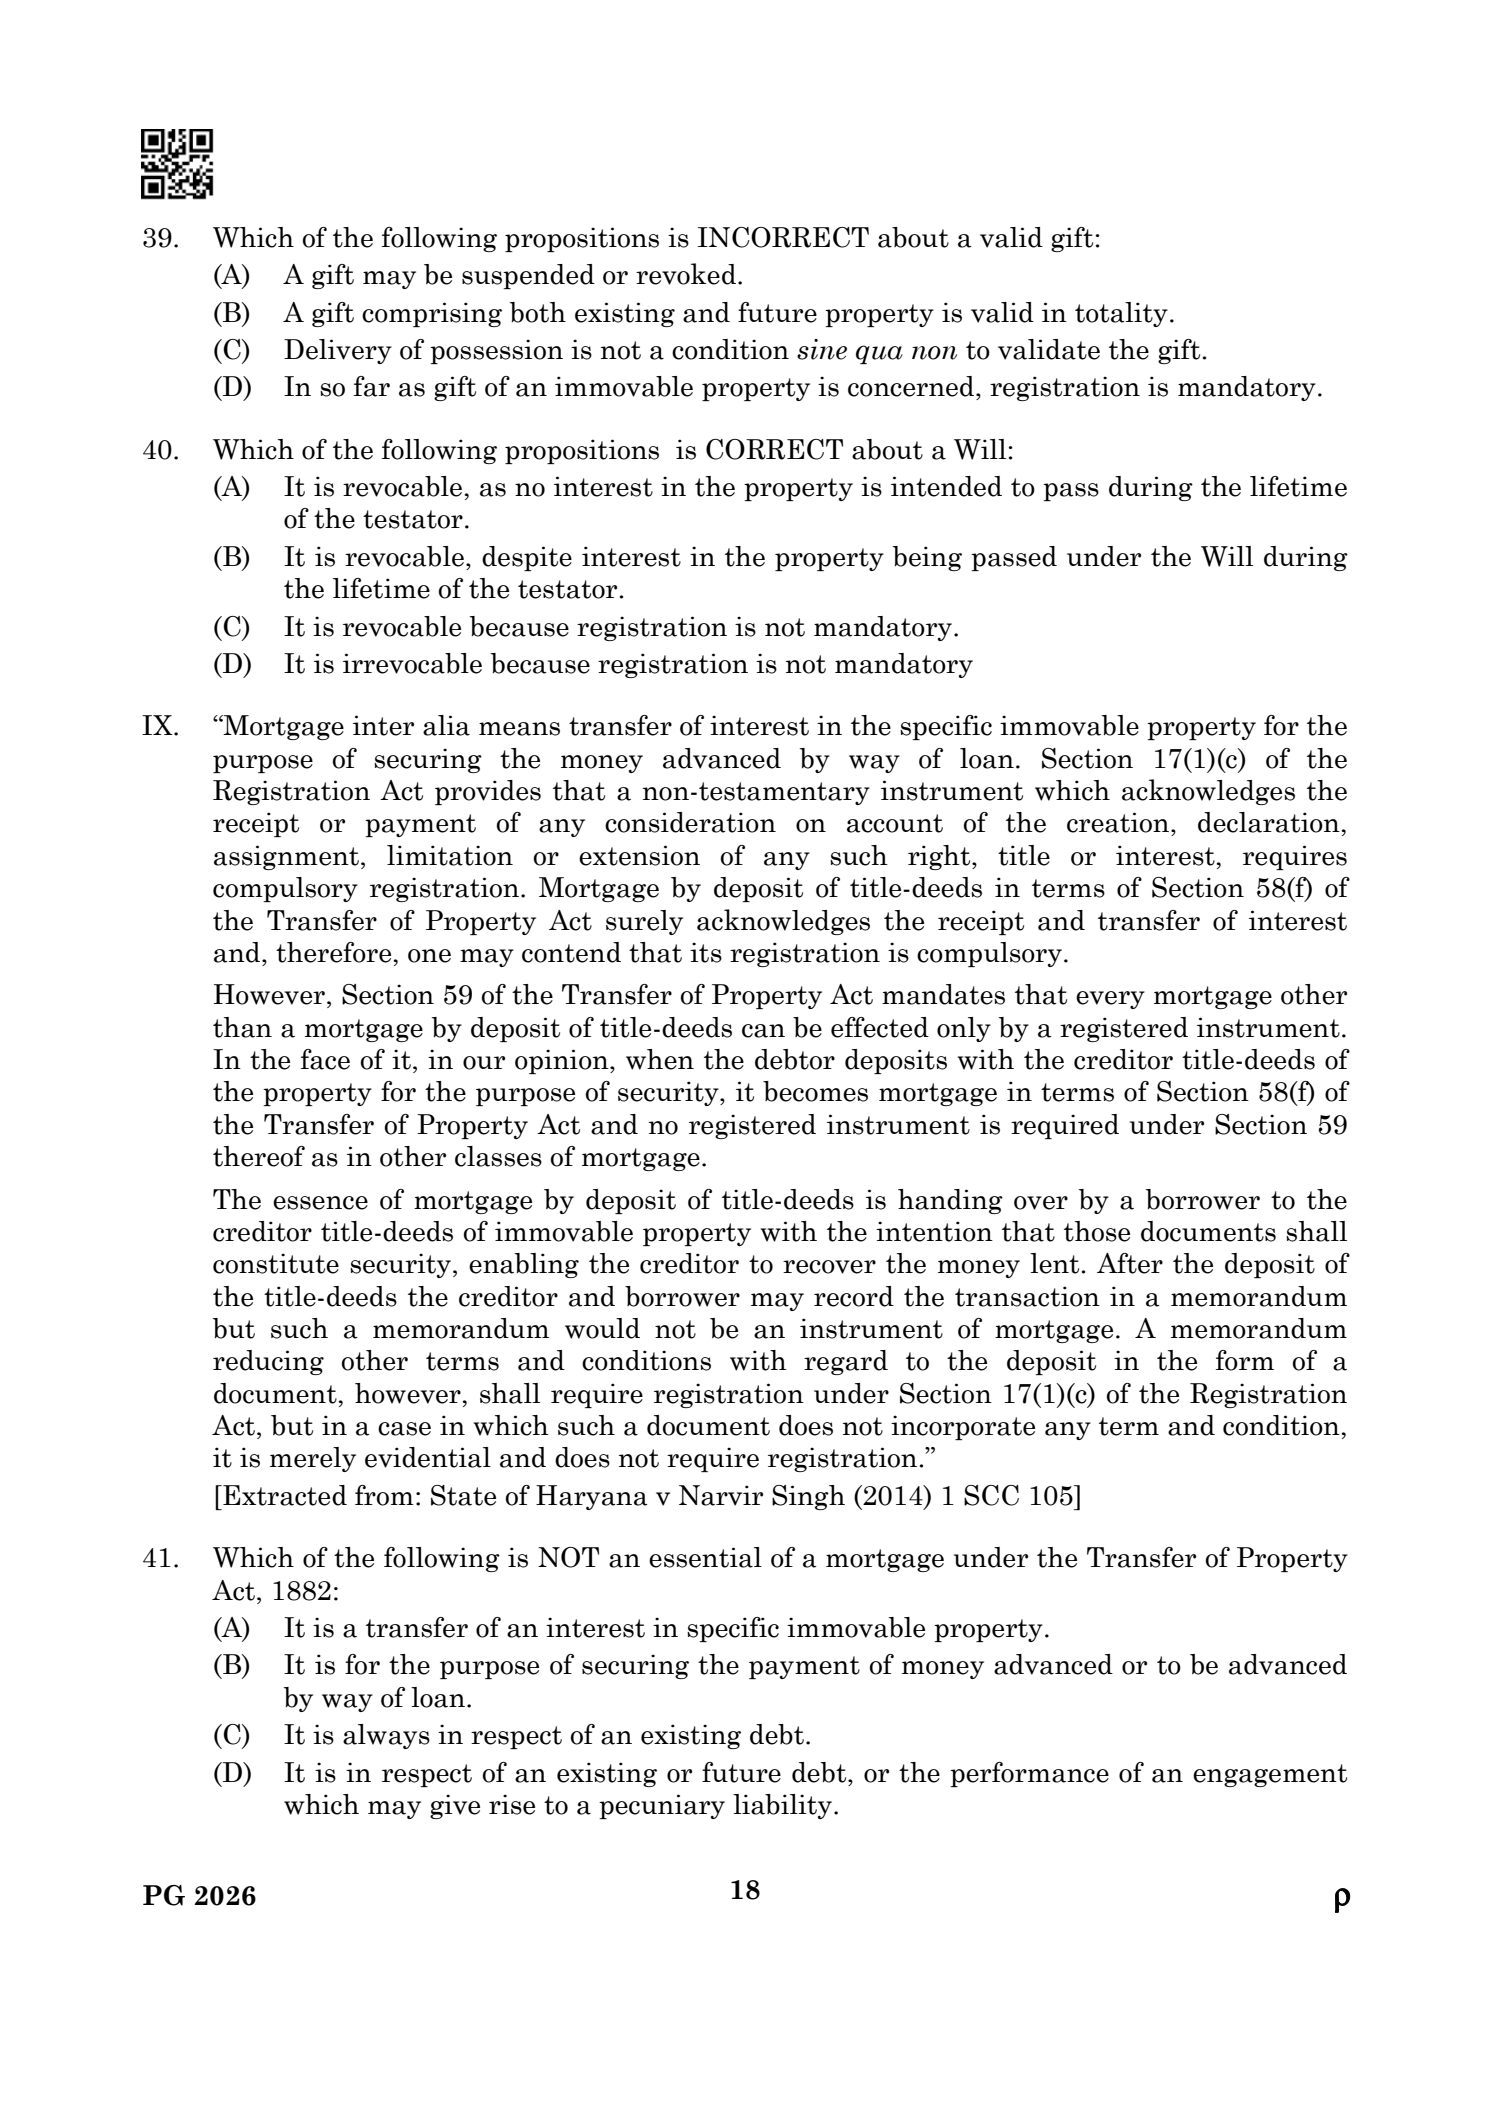 39. Which of the following propositions is INCORRECT about a valid gift:
(A) A gift may be suspended or revoked.
(B) A gift comprising both existing and future property is valid in totality.
(C) Delivery of possession is not a condition sine qua non to validate the gift.
(D) In so far as gift of an immovable property is concerned, registration is mandatory.
40. Which of the following propositions is CORRECT about a Will:
(A) It is revocable, as no interest in the property is intended to pass during the lifetime
of the testator.
(B) It is revocable, despite interest in the property being passed under the Will during
the lifetime of the testator.
(C) It is revocable because registration is not mandatory.
(D) It is irrevocable because registration is not mandatory
IX. “Mortgage inter alia means transfer of interest in the specific immovable property for the
purpose of securing the money advanced by way of loan. Section 17(1)(c) of the
Registration Act provides that a non-testamentary instrument which acknowledges the
receipt or payment of any consideration on account of the creation, declaration,
assignment, limitation or extension of any such right, title or interest, requires
compulsory registration. Mortgage by deposit of title-deeds in terms of Section 58(f) of
the Transfer of Property Act surely acknowledges the receipt and transfer of interest
and, therefore, one may contend that its registration is compulsory.
However, Section 59 of the Transfer of Property Act mandates that every mortgage other
than a mortgage by deposit of title-deeds can be effected only by a registered instrument.
In the face of it, in our opinion, when the debtor deposits with the creditor title-deeds of
the property for the purpose of security, it becomes mortgage in terms of Section 58(f) of
the Transfer of Property Act and no registered instrument is required under Section 59
thereof as in other classes of mortgage.
The essence of mortgage by deposit of title-deeds is handing over by a borrower to the
creditor title-deeds of immovable property with the intention that those documents shall
constitute security, enabling the creditor to recover the money lent. After the deposit of
the title-deeds the creditor and borrower may record the transaction in a memorandum
but such a memorandum would not be an instrument of mortgage. A memorandum
reducing other terms and conditions with regard to the deposit in the form of a
document, however, shall require registration under Section 17(1)(c) of the Registration
Act, but in a case in which such a document does not incorporate any term and condition,
it is merely evidential and does not require registration.”
[Extracted from: State of Haryana v Narvir Singh (2014) 1 SCC 105]
41. Which of the following is NOT an essential of a mortgage under the Transfer of Property
Act, 1882:
(A) It is a transfer of an interest in specific immovable property.
(B) It is for the purpose of securing the payment of money advanced or to be advanced
by way of loan.
(C) It is always in respect of an existing debt.
(D) It is in respect of an existing or future debt, or the performance of an engagement
which may give rise to a pecuniary liability.
PG 2026 18 ρ